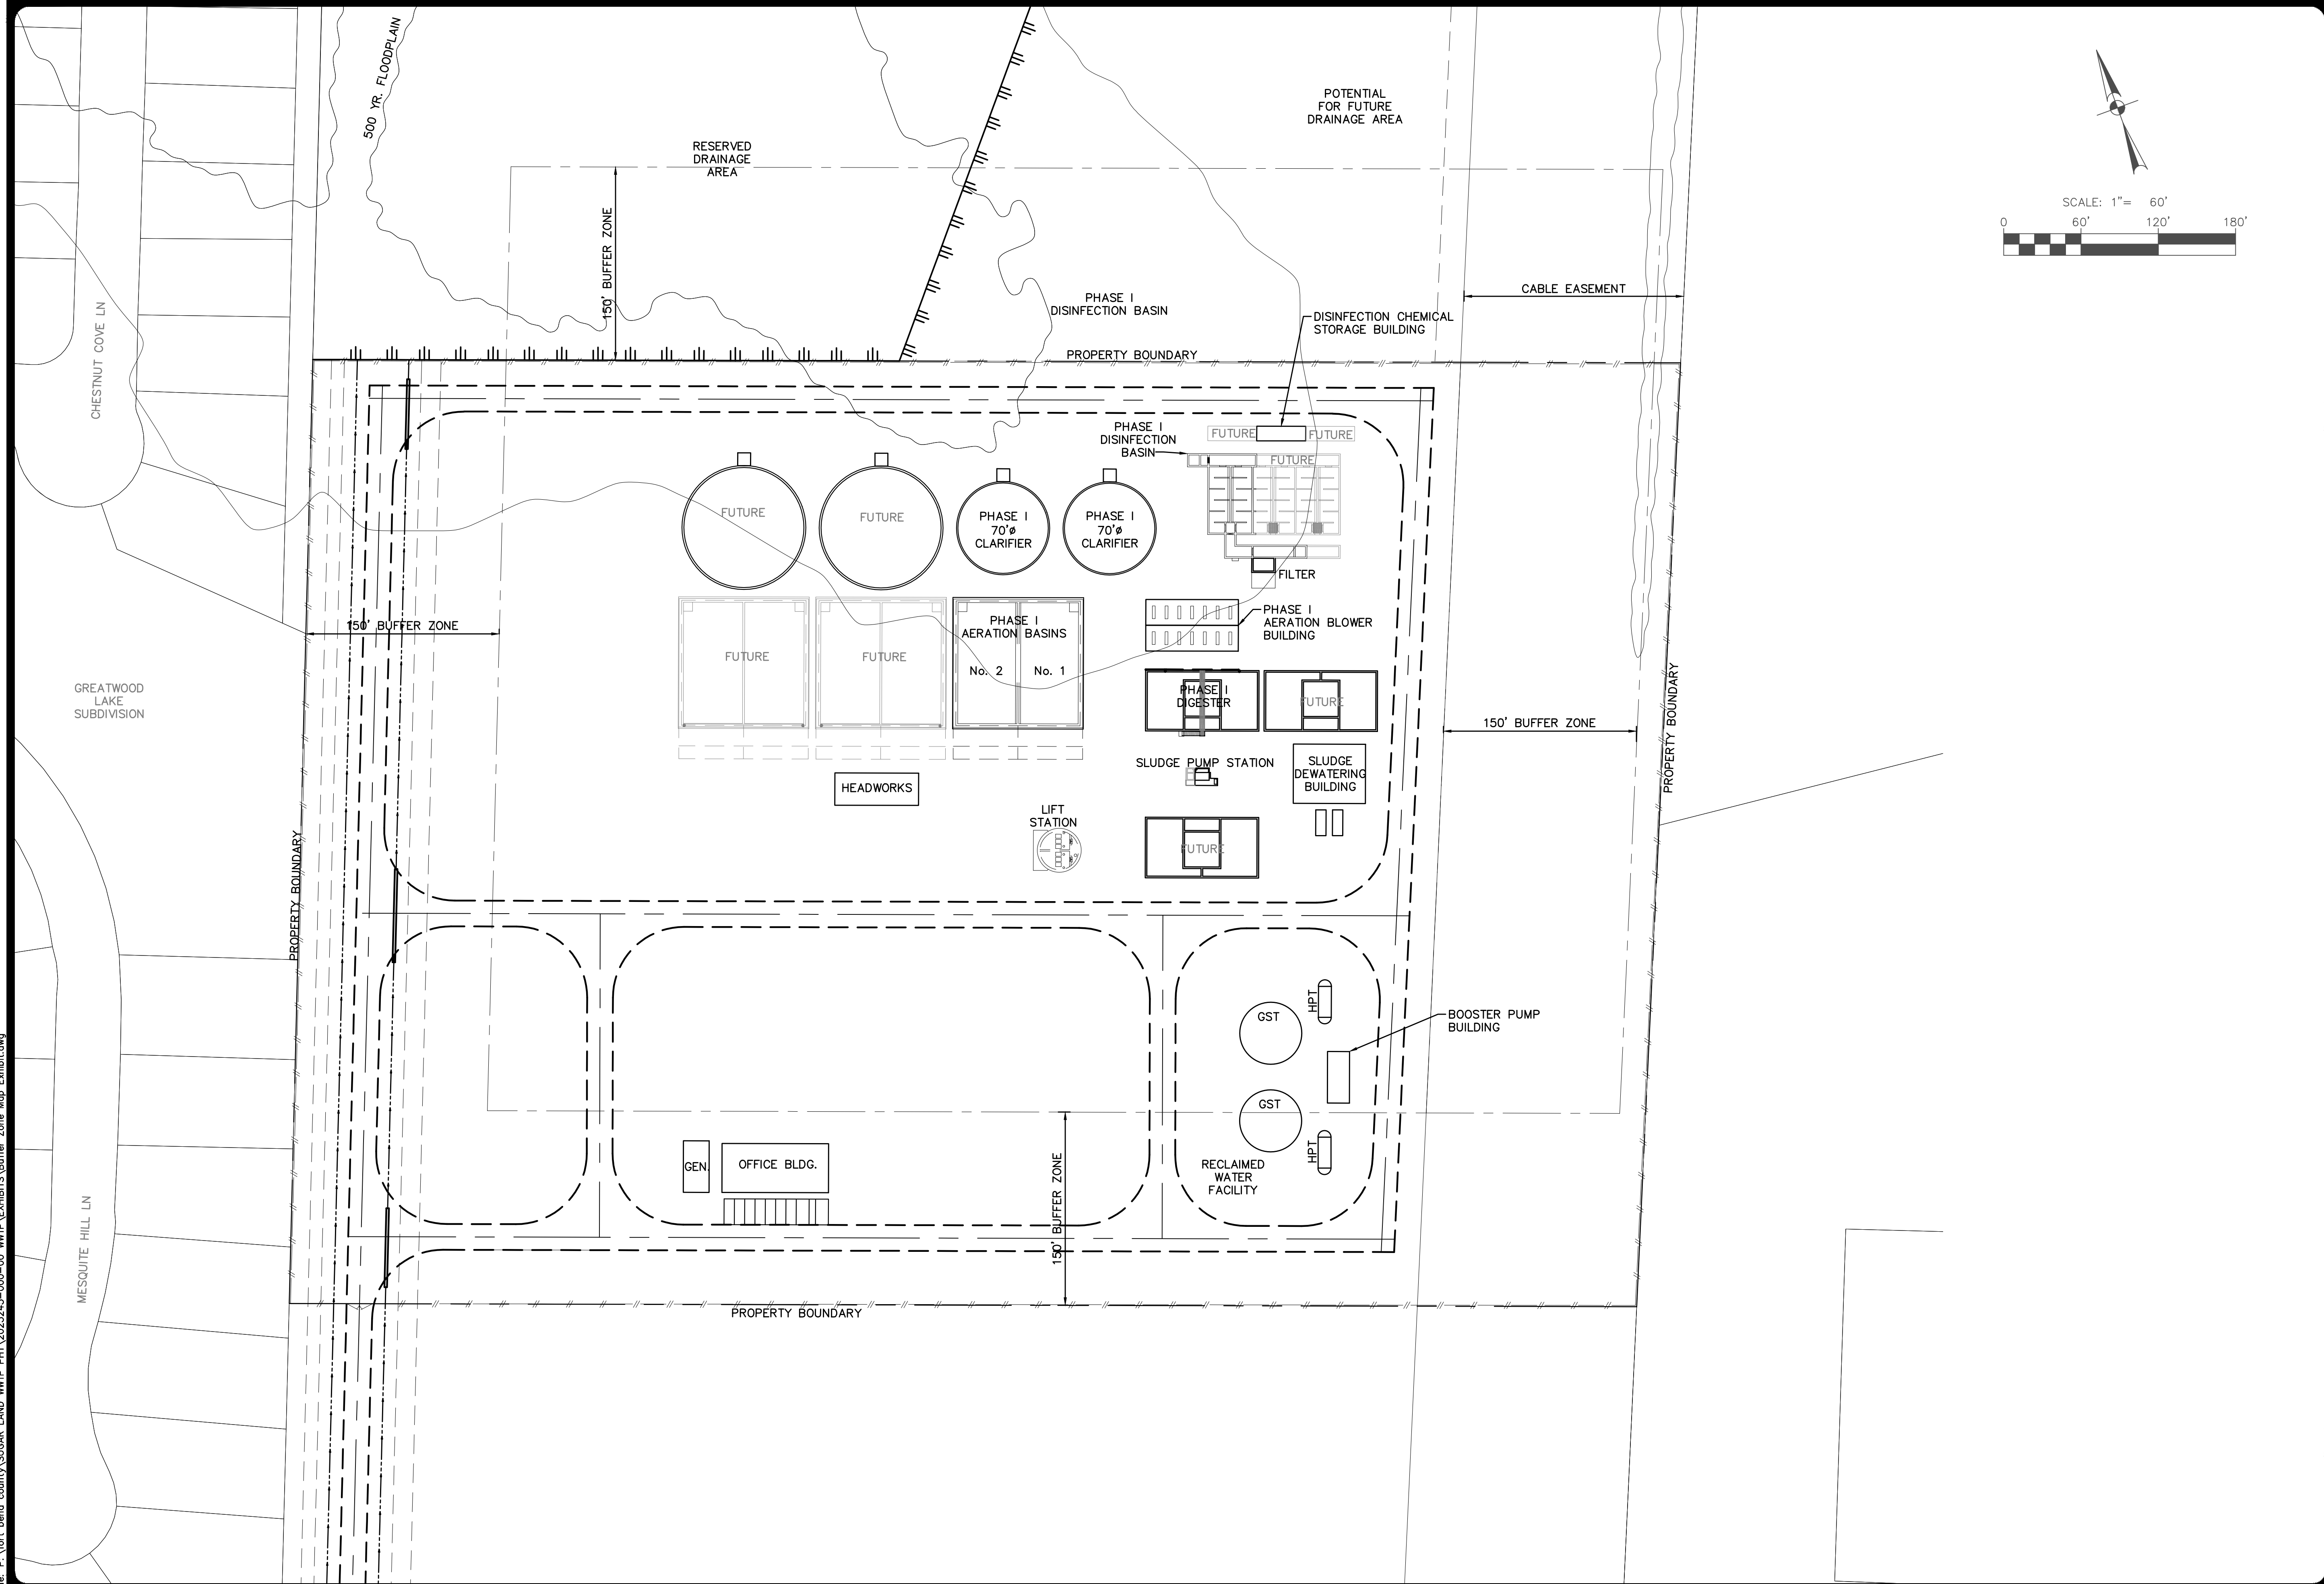 500 YR. FLOODPLAIN
RESERVED
DRAINAGE
AREA
POTENTIAL
FOR FUTURE
DRAINAGE AREA
SCALE: 1"= 60'
0 60' 120' 180'
150' BUFFER ZONE
CHESTNUT COVE LN
PHASE I
DISINFECTION BASIN
DISINFECTION CHEMICAL
STORAGE BUILDING
CABLE EASEMENT
PROPERTY BOUNDARY
PHASE I
DISINFECTION
BASIN
FUTURE
FUTURE
FUTURE
FUTURE
FUTURE
PHASE I
70'ø
CLARIFIER
PHASE I
70'ø
CLARIFIER
FILTER
PHASE I
AERATION BLOWER
BUILDING
150' BUFFER ZONE
FUTURE
FUTURE
PHASE I
AERATION BASINS
No. 2 No. 1
PHASE I
DIGESTER
FUTURE
GREATWOOD
LAKE
SUBDIVISION
150' BUFFER ZONE
PROPERTY BOUNDARY
SLUDGE PUMP STATION
SLUDGE
DEWATERING
BUILDING
HEADWORKS
LIFT
STATION
FUTURE
PROPERTY BOUNDARY
GST
HPT
BOOSTER PUMP
BUILDING
GST
HPT
GEN.
OFFICE BLDG.
RECLAIMED
WATER
FACILITY
150' BUFFER ZONE
MESQUITE HILL LN
PROPERTY BOUNDARY